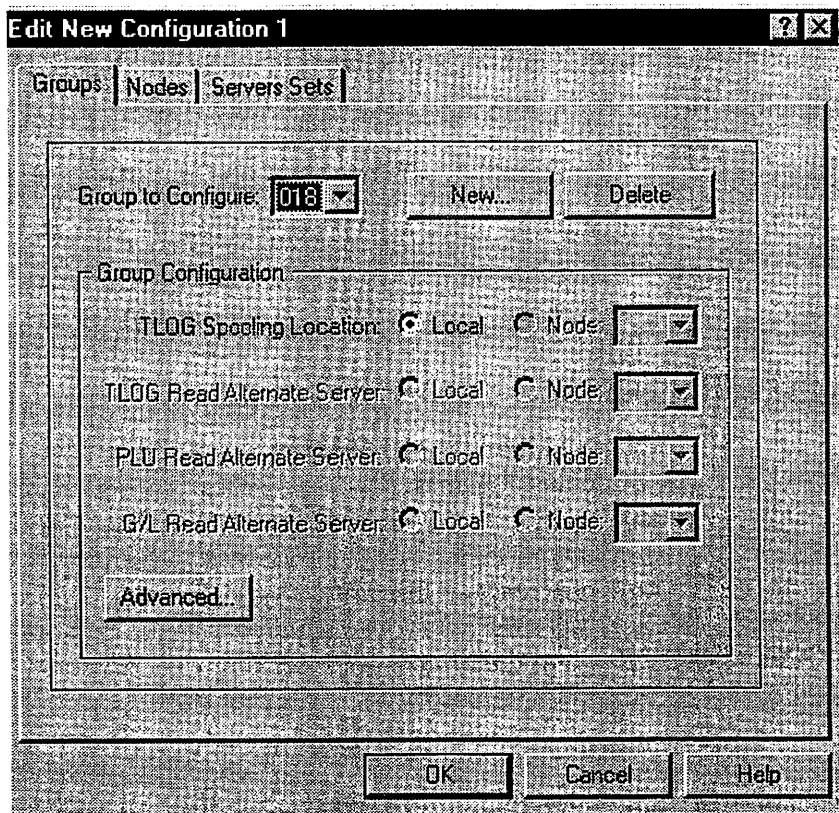 Edit New Configuration 1
Groups Nodes Servers Sets
Group to Configure: 018 New... Delete
Group Configuration
TLOG Spooling Location: Local Node:
TLOG Read Alternate Server: Local Node:
PLU Read Alternate Server: Local Node:
G/L Read Alternate Server: Local Node:
Advanced...
OK Cancel Help